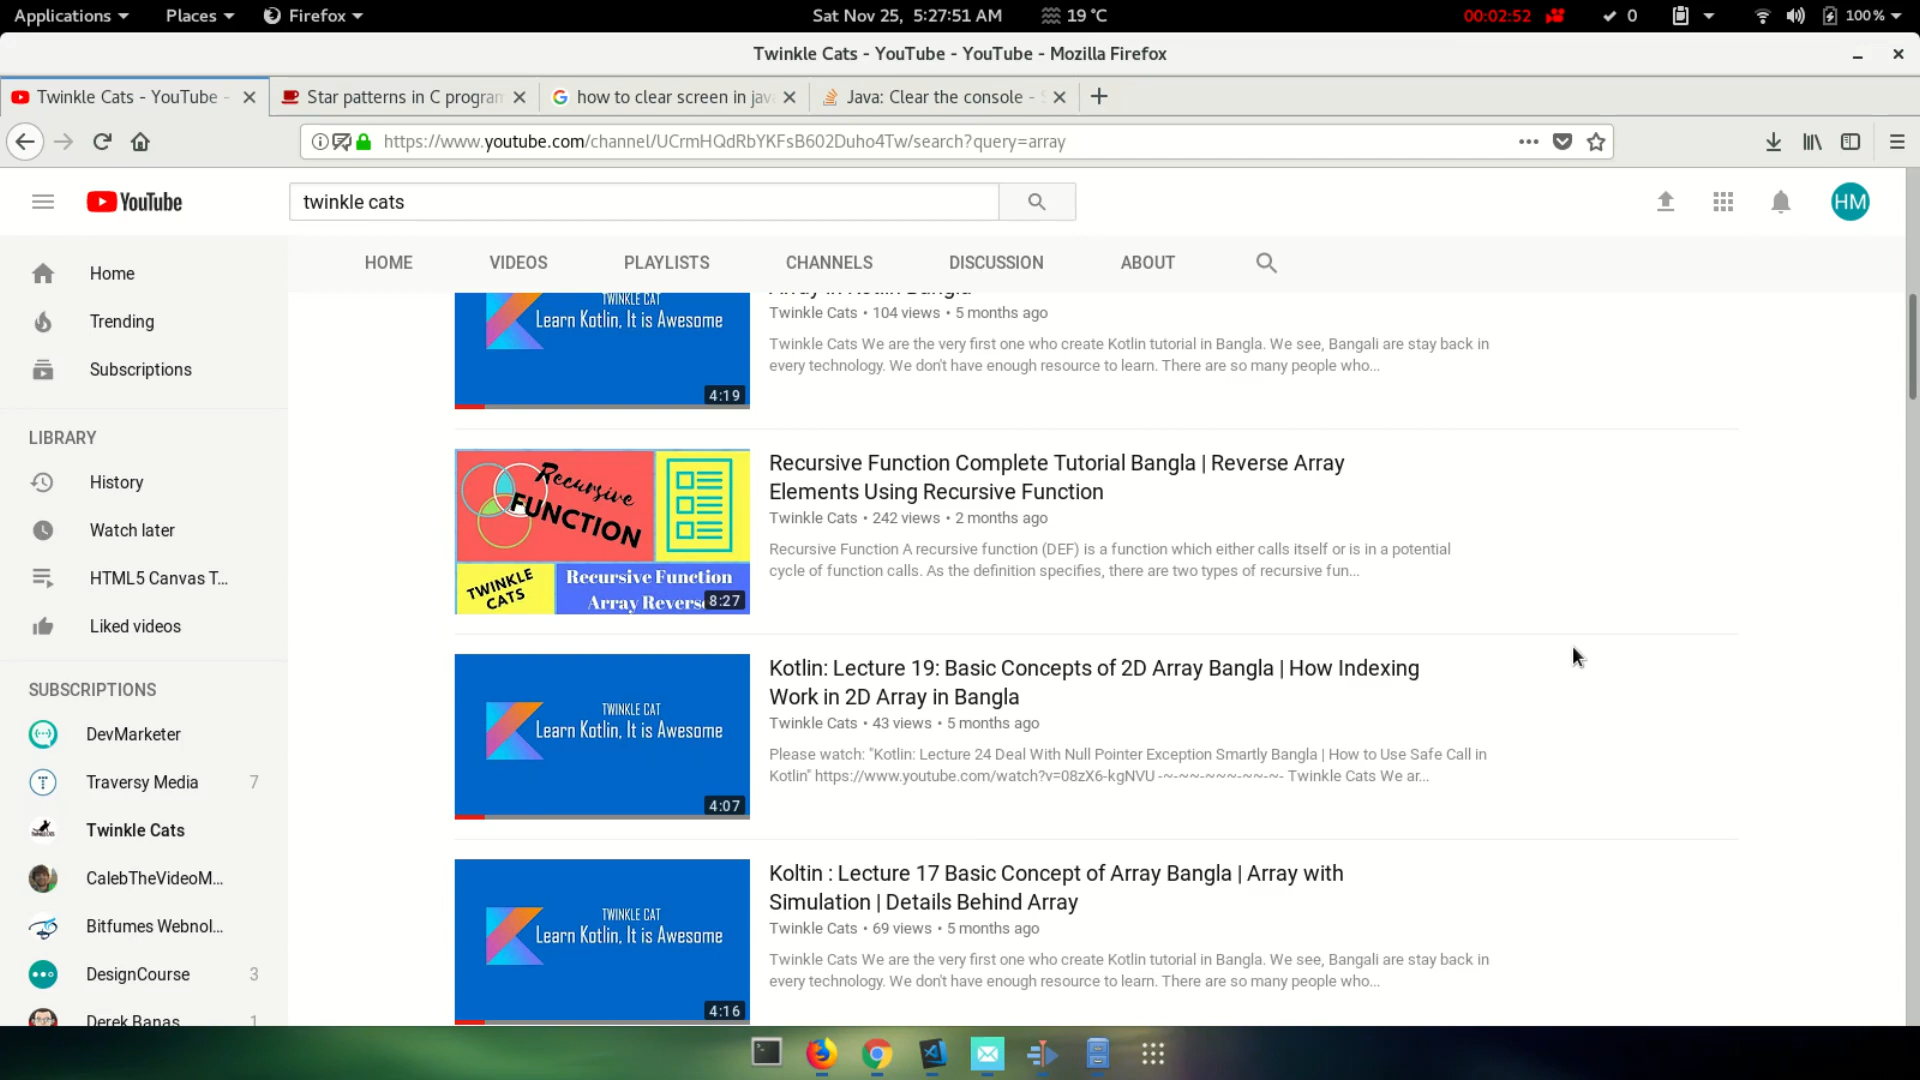 Applications Places Firefox Sat Nov 25, 5:27:51 AM 19 °C 00:02:52 0 100%
Twinkle Cats - YouTube - YouTube - Mozilla Firefox
Twinkle Cats - YouTube - Star patterns in C program how to clear screen in jav Java: Clear the console -
https://www.youtube.com/channel/UCrmHQdRbYKFsB602Duho4Tw/search?query=array
YouTube twinkle cats HM
HOME VIDEOS PLAYLISTS CHANNELS DISCUSSION ABOUT
Home
Trending
Subscriptions
LIBRARY
History
Watch later
HTML5 Canvas T...
Liked videos
SUBSCRIPTIONS
DevMarketer
Traversy Media 7
Twinkle Cats
CalebTheVideoM...
Bitfumes Webnol...
DesignCourse 3
Derek Banas 1
TWINKLE CAT
Learn Kotlin, It is Awesome
4:19
Array in Kotlin Bangla
Twinkle Cats • 104 views • 5 months ago
Twinkle Cats We are the very first one who create Kotlin tutorial in Bangla. We see, Bangali are stay back in
every technology. We don't have enough resource to learn. There are so many people who...
Recursive
FUNCTION
TWINKLE
CATS
Recursive Function
Array Reverse
8:27
Recursive Function Complete Tutorial Bangla | Reverse Array
Elements Using Recursive Function
Twinkle Cats • 242 views • 2 months ago
Recursive Function A recursive function (DEF) is a function which either calls itself or is in a potential
cycle of function calls. As the definition specifies, there are two types of recursive fun...
TWINKLE CAT
Learn Kotlin, It is Awesome
4:07
Kotlin: Lecture 19: Basic Concepts of 2D Array Bangla | How Indexing
Work in 2D Array in Bangla
Twinkle Cats • 43 views • 5 months ago
Please watch: "Kotlin: Lecture 24 Deal With Null Pointer Exception Smartly Bangla | How to Use Safe Call in
Kotlin" https://www.youtube.com/watch?v=08zX6-kgNVU -~-~~-~~~-~~-~- Twinkle Cats We ar...
TWINKLE CAT
Learn Kotlin, It is Awesome
4:16
Koltin : Lecture 17 Basic Concept of Array Bangla | Array with
Simulation | Details Behind Array
Twinkle Cats • 69 views • 5 months ago
Twinkle Cats We are the very first one who create Kotlin tutorial in Bangla. We see, Bangali are stay back in
every technology. We don't have enough resource to learn. There are so many people who...